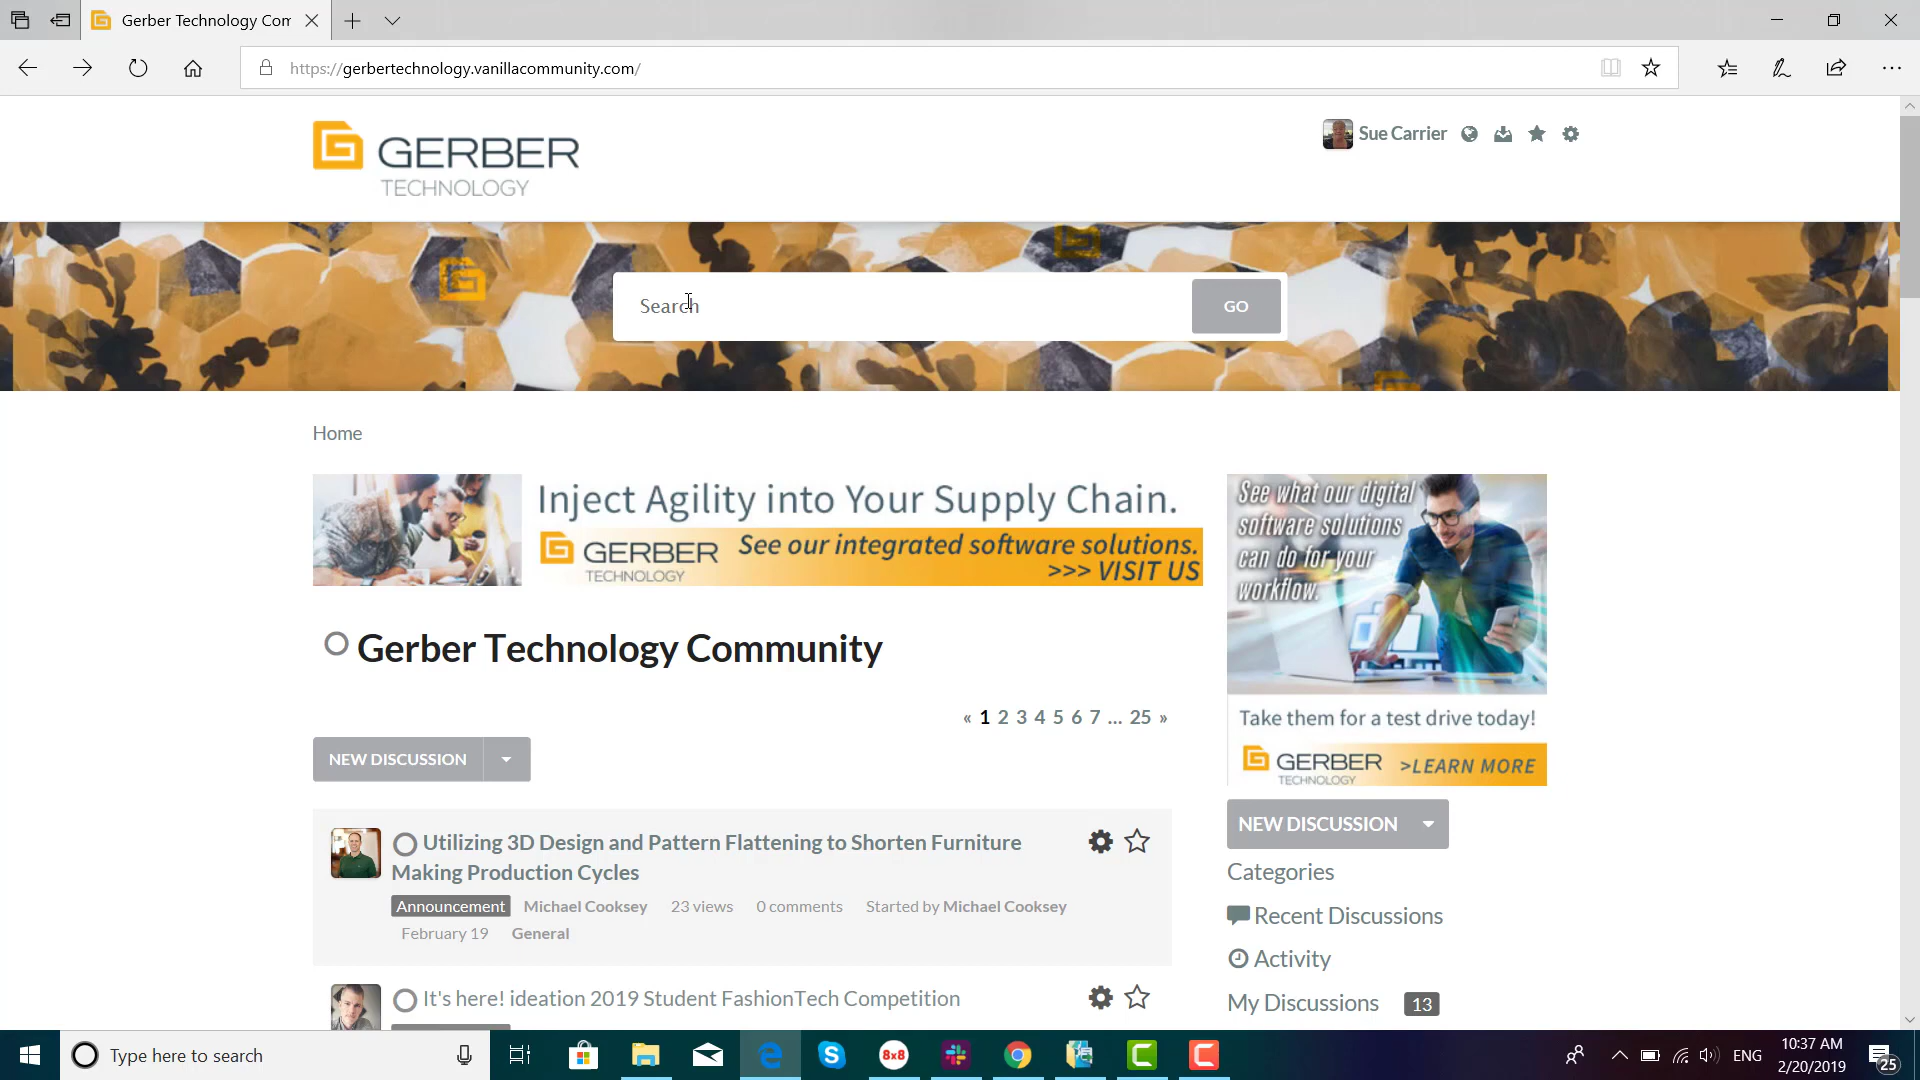 Gerber Technology Com
https://gerbertechnology.vanillacommunity.com/
GERBER
TECHNOLOGY
Sue Carrier
Search
GO
Home
Inject Agility into Your Supply Chain.
GERBER
TECHNOLOGY
See our integrated software solutions.
>>> VISIT US
See what our digital
software solutions
can do for your
workflow.
Take them for a test drive today!
GERBER
TECHNOLOGY
>LEARN MORE
Gerber Technology Community
« 1 2 3 4 5 6 7 ... 25 »
NEW DISCUSSION
Utilizing 3D Design and Pattern Flattening to Shorten Furniture
Making Production Cycles
Announcement Michael Cooksey 23 views 0 comments Started by Michael Cooksey
February 19 General
It's here! ideation 2019 Student FashionTech Competition
NEW DISCUSSION
Categories
Recent Discussions
Activity
My Discussions 13
Type here to search
8x8
ENG
10:37 AM
2/20/2019
25